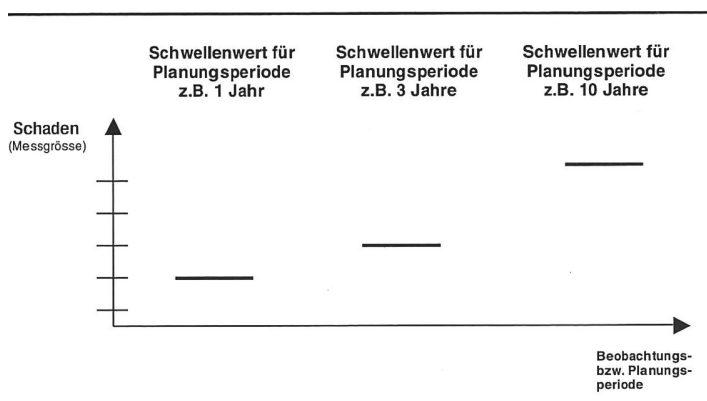 Schwellenwert für
Planungsperiode
z.B. 1 Jahr
Schwellenwert für
Planungsperiode
z.B. 3 Jahre
Schwellenwert für
Planungsperiode
z.B. 10 Jahre
Schaden
(Messgrösse)
Beobachtungs-
bzw. Planungs-
periode